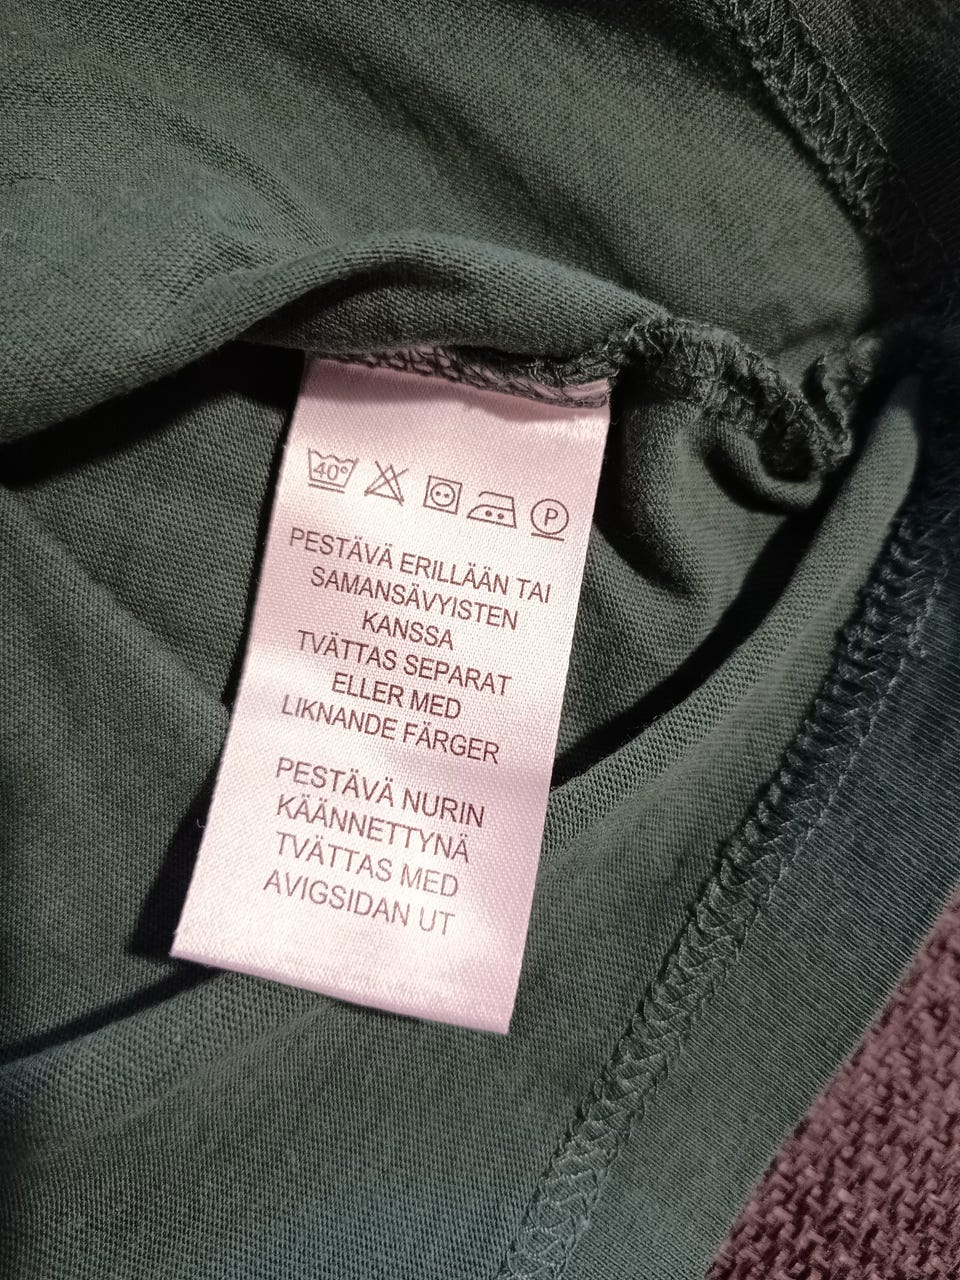 40°
P
PESTÄVÄ ERILLÄÄN TAI
SAMANSÄVYISTEN
KANSSA
TVÄTTAS SEPARAT
ELLER MED
LIKNANDE FÄRGER
PESTÄVÄ NURIN
KÄÄNNETTYNÄ
TVÄTTAS MED
AVIGSIDAN UT